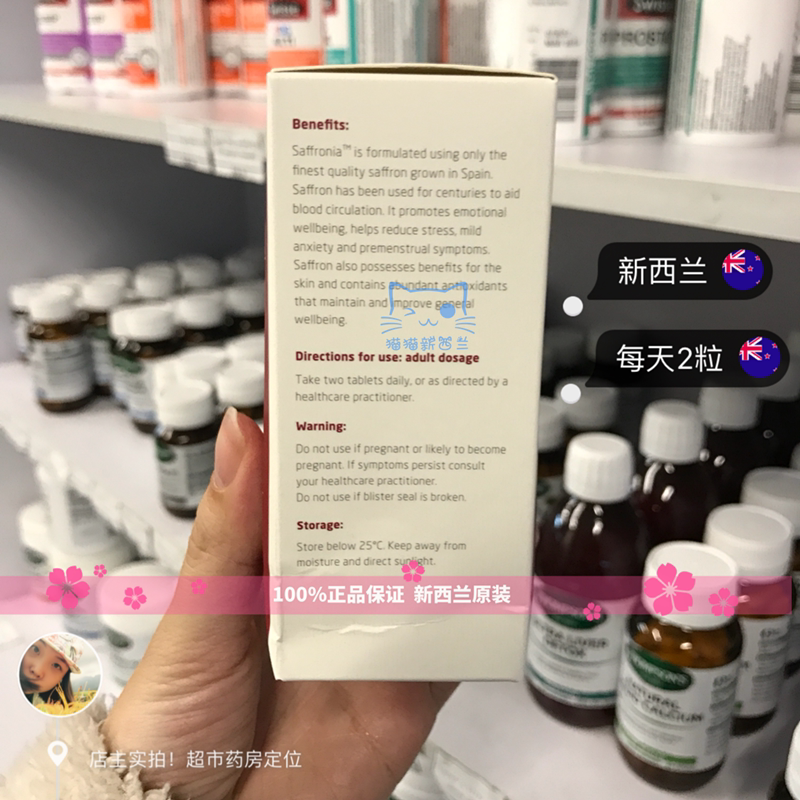 Benefits:
Saffronia™ is formulated using only the
finest quality saffron grown in Spain.
Saffron has been used for centuries to aid
blood circulation. It promotes emotional
wellbeing, helps reduce stress, mild
anxiety and premenstrual symptoms.
Saffron also possesses benefits for the
skin and contains abundant antioxidants
that maintain and improve general
wellbeing.
猫猫新西兰
Directions for use: adult dosage
Take two tablets daily, or as directed by a
healthcare practitioner.
Warning:
Do not use if pregnant or likely to become
pregnant. If symptoms persist consult
your healthcare practitioner.
Do not use if blister seal is broken.
Storage:
Store below 25°C. Keep away from
moisture and direct sunlight.
新西兰
每天2粒
100%正品保证 新西兰原装
店主实拍！超市药房定位